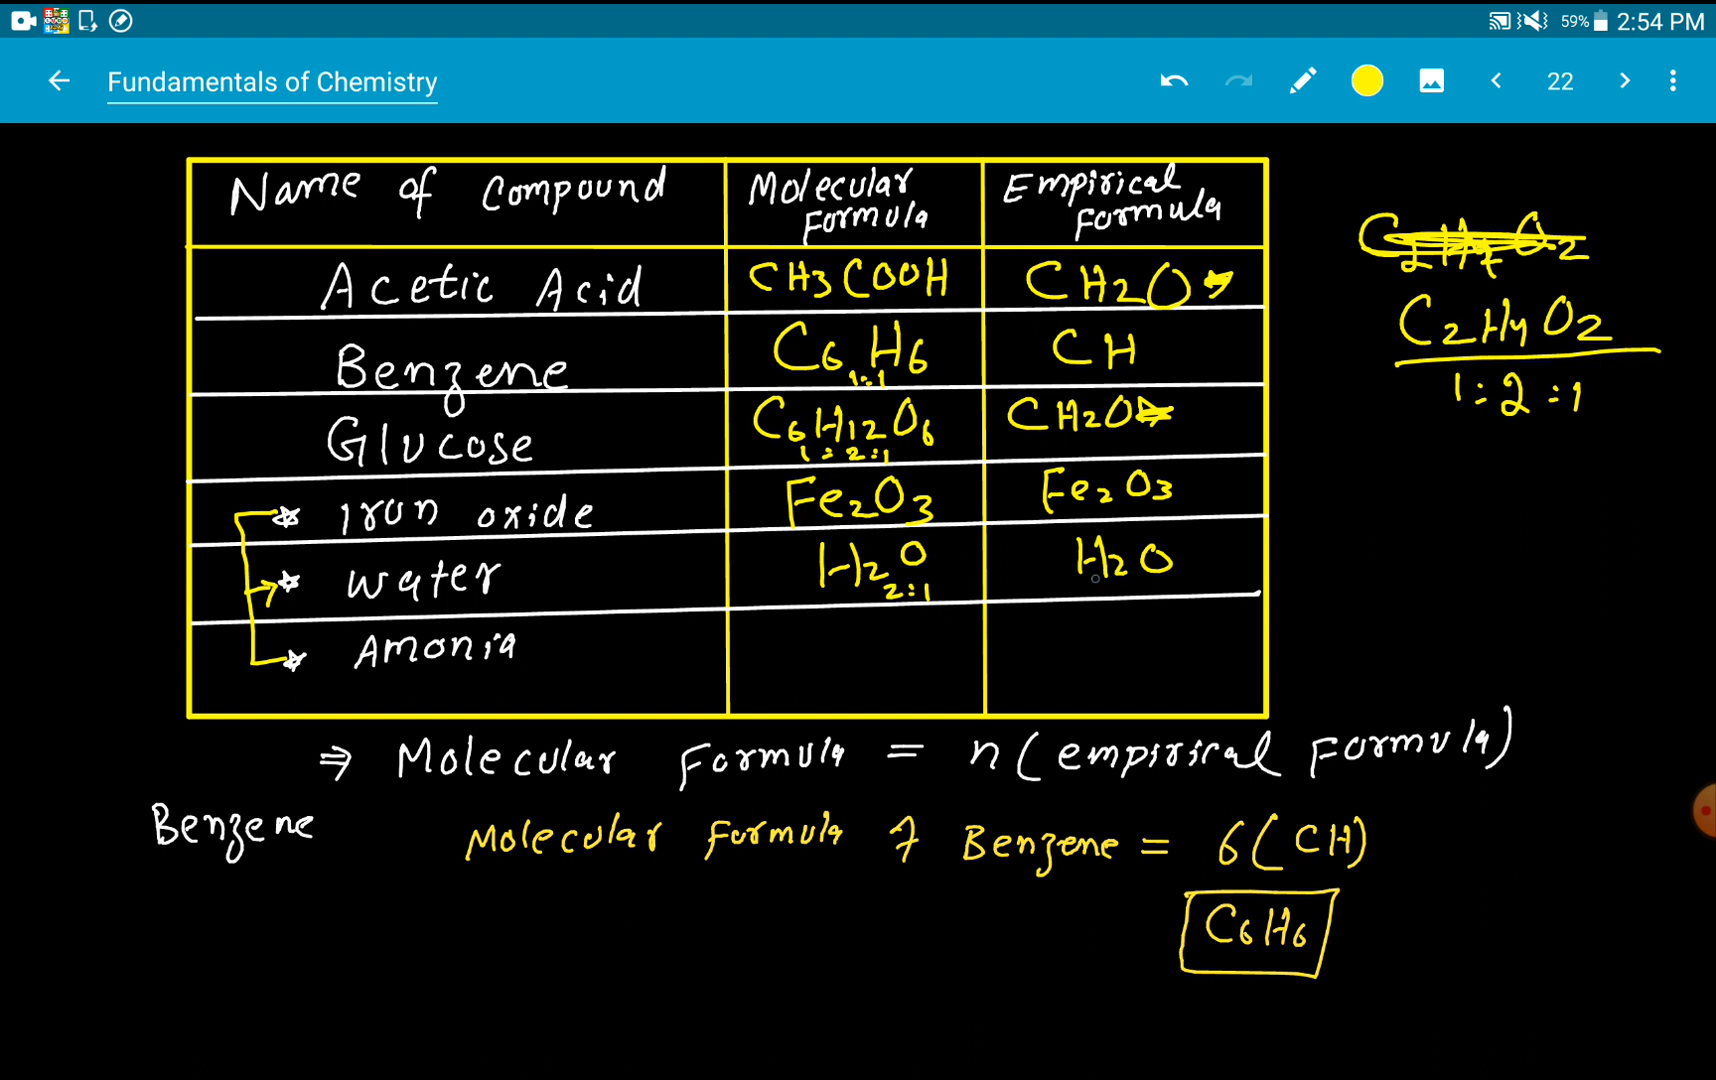 59% 2:54 PM
Fundamentals of Chemistry 22
Name of Compound Molecular Formula Empirical Formula
Acetic Acid CH3COOH CH2O
Benzene C6H6 CH
1:1
Glucose C6H12O6 CH2O
1:2:1
Iron oxide Fe2O3 Fe2O3
Water H2O H2O
2:1
Amonia
C2H4O2
C2H4O2
1:2:1
⇒ Molecular Formula = n(empirical Formula)
Benzene Molecular Formula of Benzene = 6(CH)
C6H6